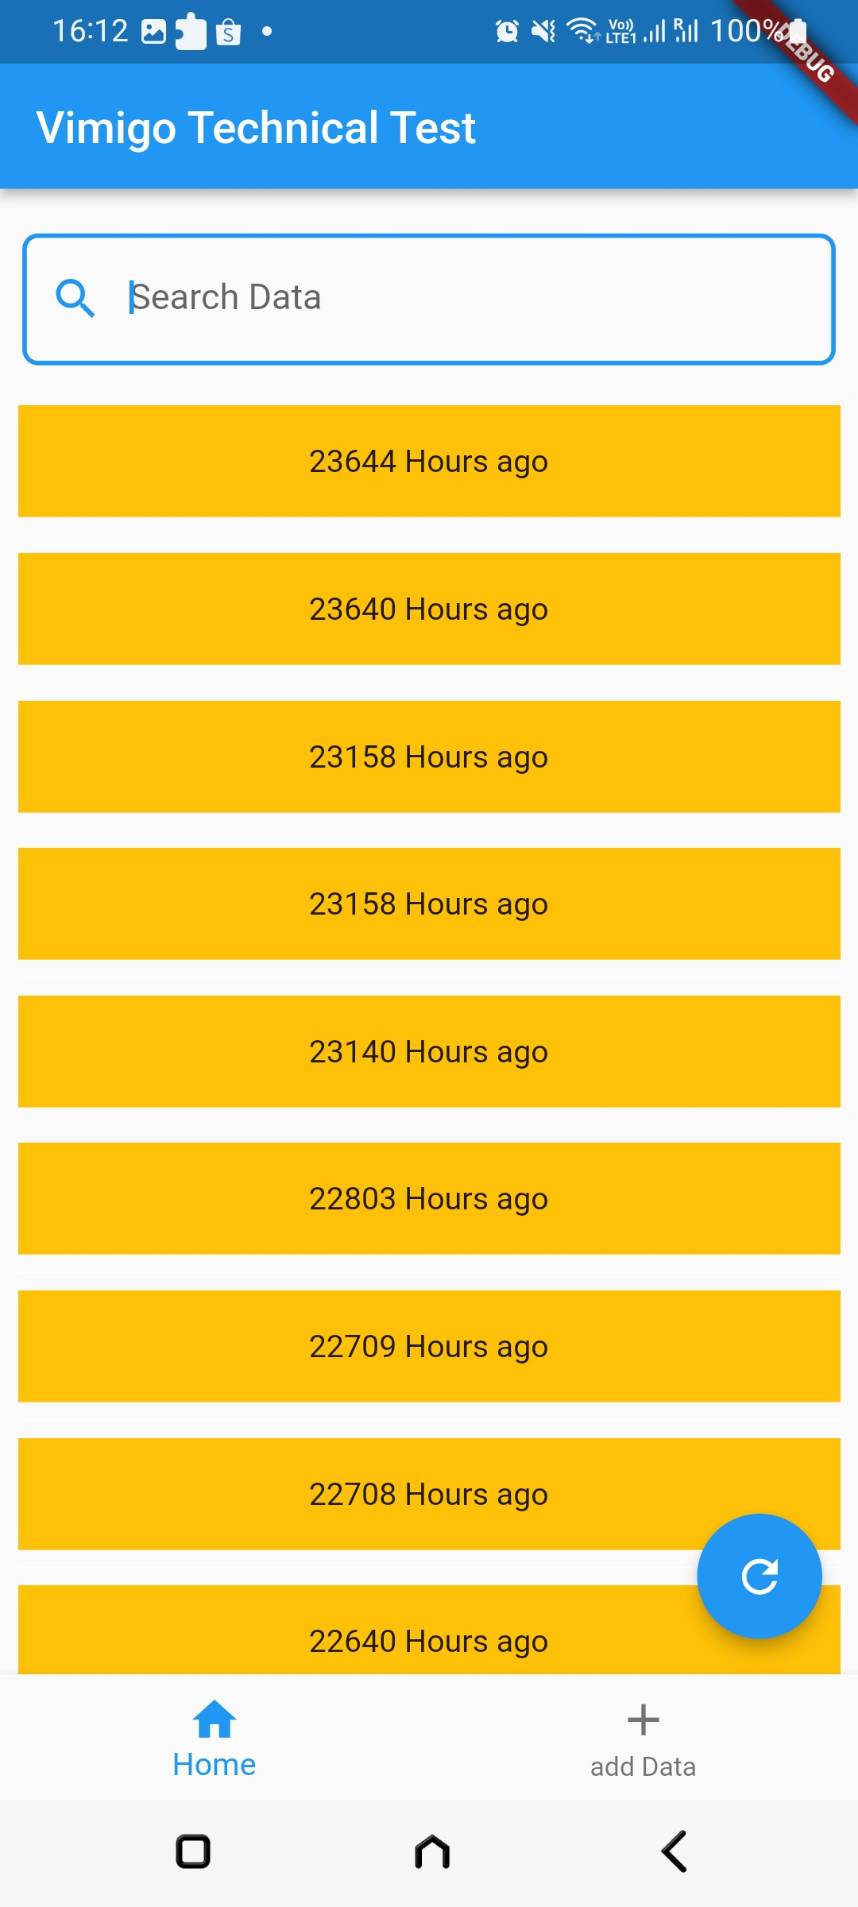 16:12 S Vo)) LTE1 R 100%
DEBUG
Vimigo Technical Test
Search Data
23644 Hours ago
23640 Hours ago
23158 Hours ago
23158 Hours ago
23140 Hours ago
22803 Hours ago
22709 Hours ago
22708 Hours ago
22640 Hours ago
Home
add Data